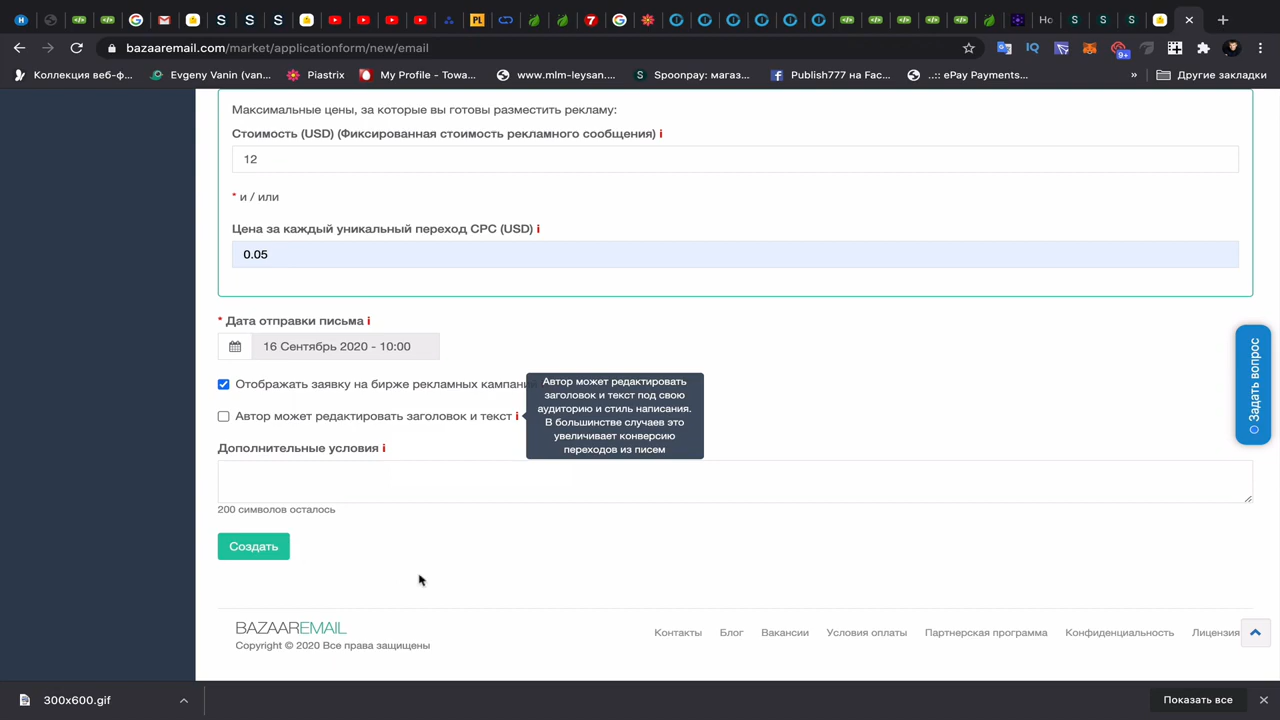 Ho
bazaaremail.com/market/applicationform/new/email
9+
Коллекция веб-ф...
Evgeny Vanin (van...
Piastrix
My Profile - Towa...
www.mlm-leysan....
Spoonpay: магаз...
Publish777 на Fac...
..:: ePay Payments...
»
Другие закладки
Максимальные цены, за которые вы готовы разместить рекламу:
Стоимость (USD) (Фиксированная стоимость рекламного сообщения) i
12
* и / или
Цена за каждый уникальный переход CPC (USD) i
0.05
* Дата отправки письма i
16 Сентябрь 2020 - 10:00
Отображать заявку на бирже рекламных кампани
Автор может редактировать заголовок и текст i
Автор может редактировать
заголовок и текст под свою
аудиторию и стиль написания.
В большинстве случаев это
увеличивает конверсию
переходов из писем
Дополнительные условия i
200 символов осталось
Создать
Задать вопрос
BAZAAREMAIL
Copyright © 2020 Все права защищены
Контакты
Блог
Вакансии
Условия оплаты
Партнерская программа
Конфиденциальность
Лицензия
300x600.gif
Показать все